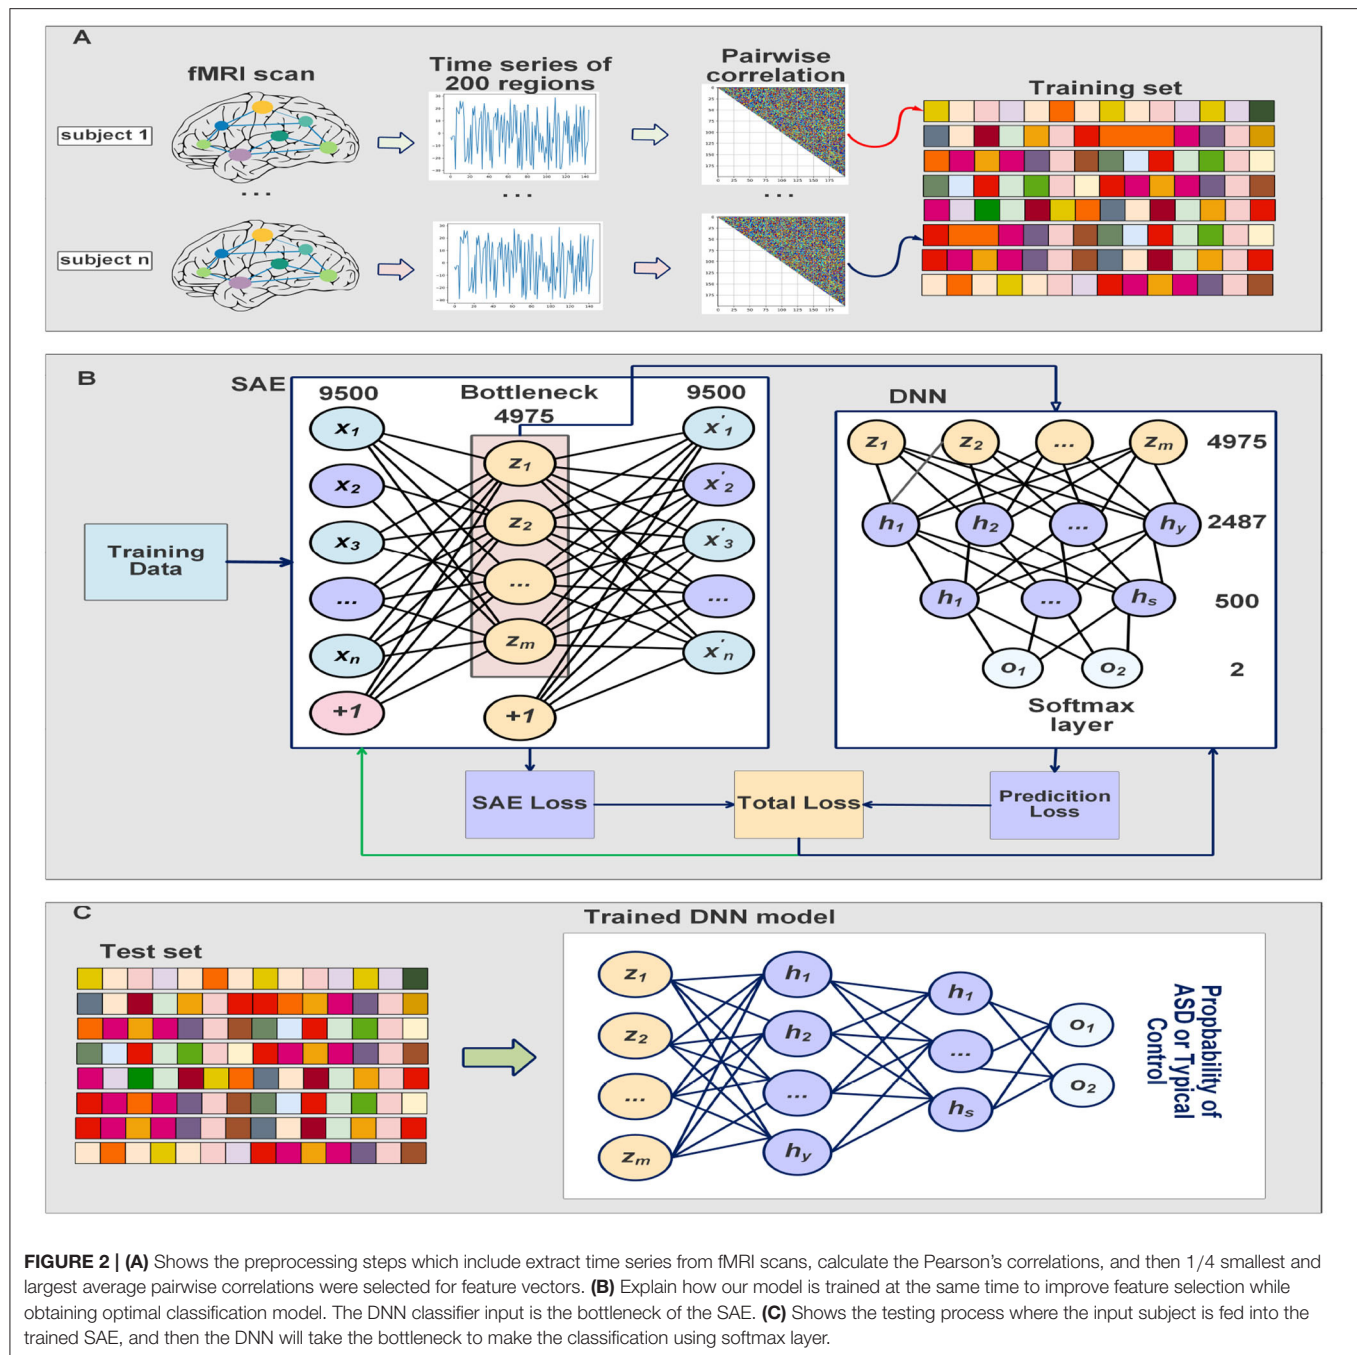 A
fMRI scan
Time series of
200 regions
Pairwise
correlation
Training set
subject 1
...
...
...
subject n
B
SAE
9500
Bottleneck
4975
9500
DNN
x1
x2
x3
...
xn
+1
z1
z2
...
zm
+1
x'1
x'2
x'3
...
x'n
z1
z2
...
zm
4975
h1
h2
...
hy
2487
h1
...
hs
500
o1
o2
2
Softmax
layer
Training
Data
SAE Loss
Total Loss
Predicition
Loss
C
Test set
Trained DNN model
z1
z2
...
zm
h1
h2
...
hy
h1
...
hs
o1
o2
Propbability of
ASD or Typical
Control
FIGURE 2 | (A) Shows the preprocessing steps which include extract time series from fMRI scans, calculate the Pearson's correlations, and then 1/4 smallest and
largest average pairwise correlations were selected for feature vectors. (B) Explain how our model is trained at the same time to improve feature selection while
obtaining optimal classification model. The DNN classifier input is the bottleneck of the SAE. (C) Shows the testing process where the input subject is fed into the
trained SAE, and then the DNN will take the bottleneck to make the classification using softmax layer.